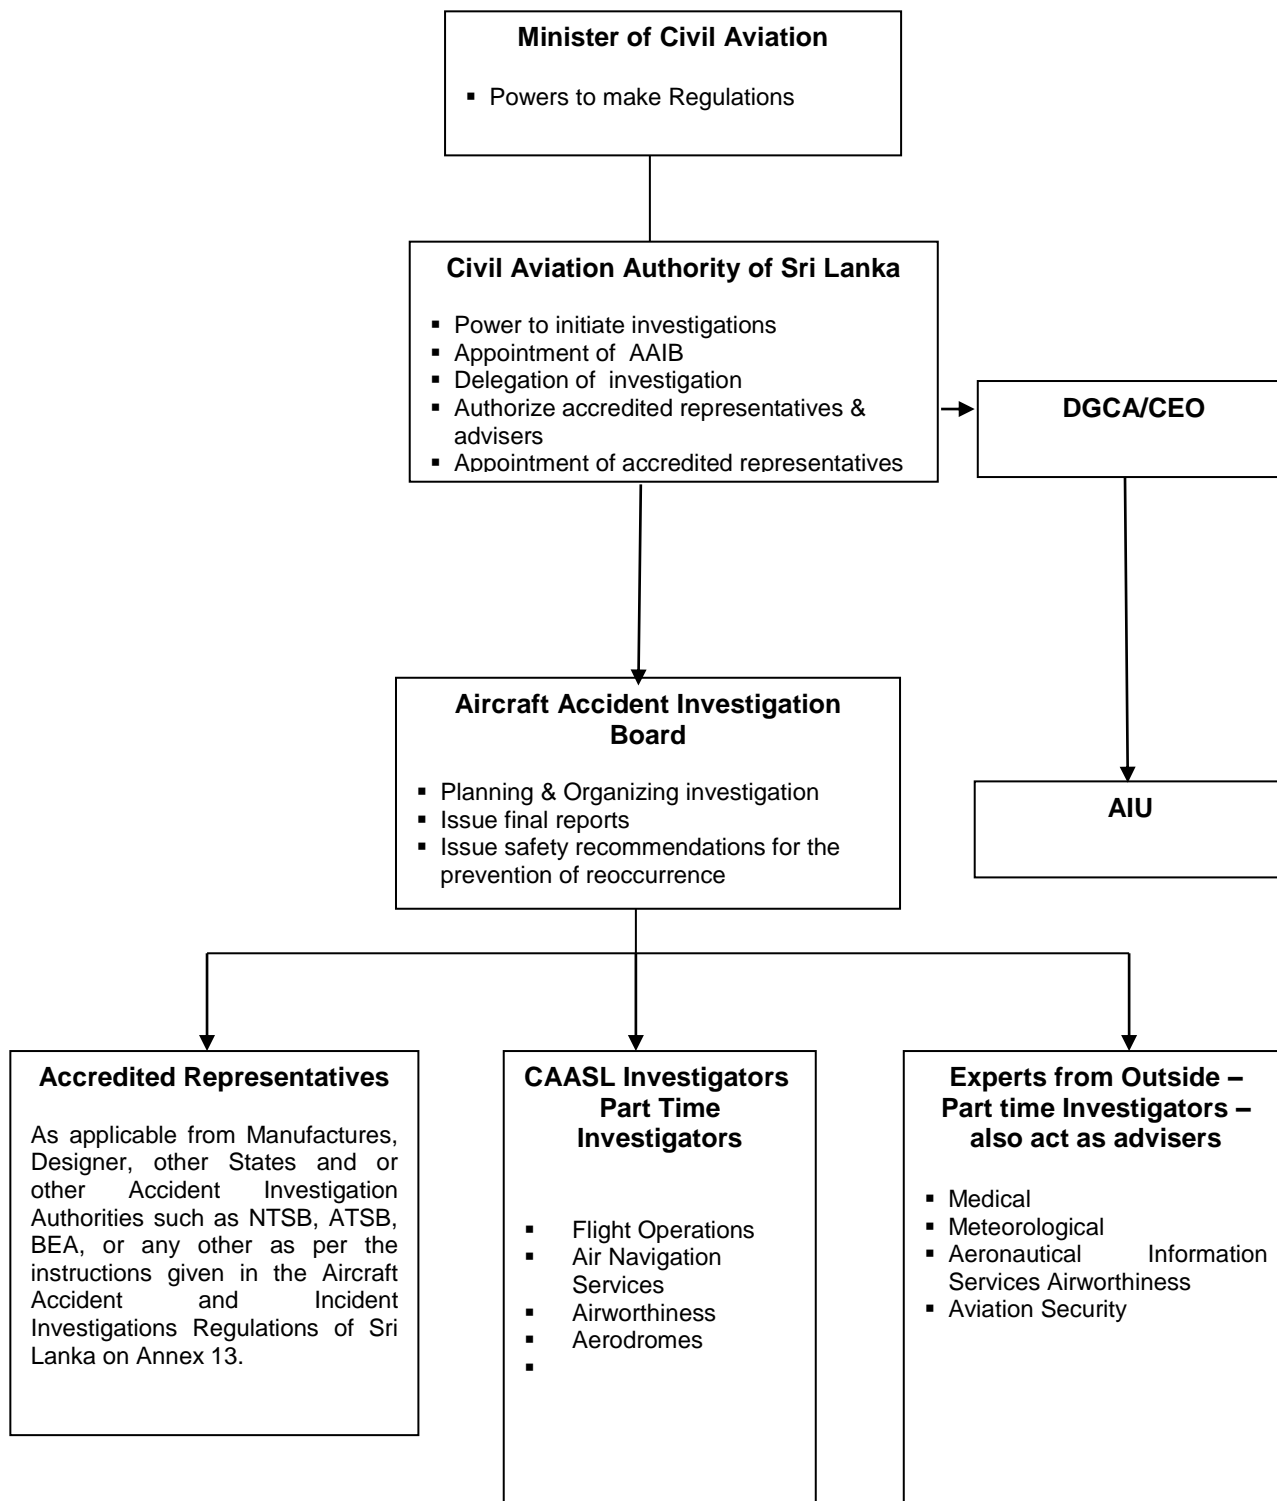 Minister of Civil Aviation
▪ Powers to make Regulations
Civil Aviation Authority of Sri Lanka
▪ Power to initiate investigations
▪ Appointment of AAIB
▪ Delegation of investigation
▪ Authorize accredited representatives &
advisers
▪ Appointment of accredited representatives
DGCA/CEO
Aircraft Accident Investigation
Board
▪ Planning & Organizing investigation
▪ Issue final reports
▪ Issue safety recommendations for the
prevention of reoccurrence
AIU
Accredited Representatives
As applicable from Manufactures,
Designer, other States and or
other Accident Investigation
Authorities such as NTSB, ATSB,
BEA, or any other as per the
instructions given in the Aircraft
Accident and Incident
Investigations Regulations of Sri
Lanka on Annex 13.
CAASL Investigators
Part Time
Investigators
▪ Flight Operations
▪ Air Navigation
Services
▪ Airworthiness
▪ Aerodromes
▪
Experts from Outside –
Part time Investigators –
also act as advisers
▪ Medical
▪ Meteorological
▪ Aeronautical Information
Services Airworthiness
▪ Aviation Security